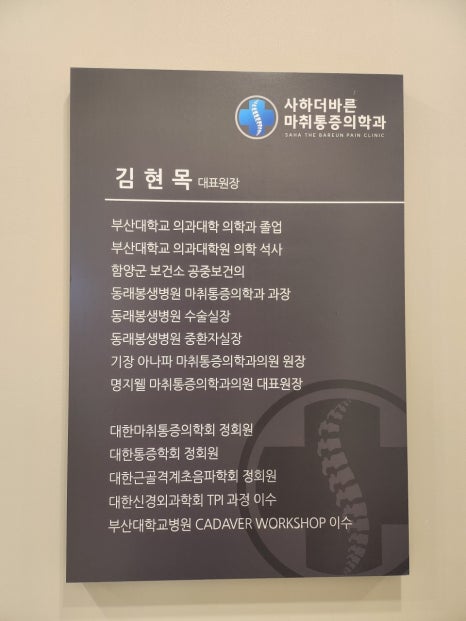 사하더바른
마취통증의학과
SAHA THE BAREUN PAIN CLINIC
김현목 대표원장
부산대학교 의과대학 의학과 졸업
부산대학교 의과대학원 의학 석사
함양군 보건소 공중보건의
동래봉생병원 마취통증의학과 과장
동래봉생병원 수술실장
동래봉생병원 중환자실장
기장 아나파 마취통증의학과의원 원장
명지웰 마취통증의학과의원 대표원장
대한마취통증의학회 정회원
대한통증학회 정회원
대한근골격계초음파학회 정회원
대한신경외과학회 TPI 과정 이수
부산대학교병원 CADAVER WORKSHOP 이수